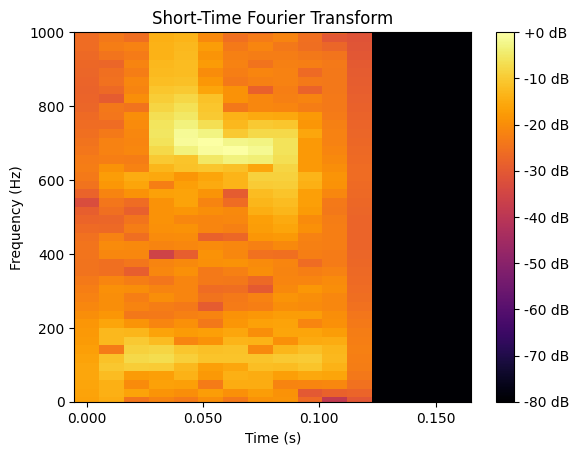 Short-Time Fourier Transform
1000
800
600
400
200
0
Frequency (Hz)
0.000
0.050
0.100
0.150
Time (s)
+0 dB
-10 dB
-20 dB
-30 dB
-40 dB
-50 dB
-60 dB
-70 dB
-80 dB